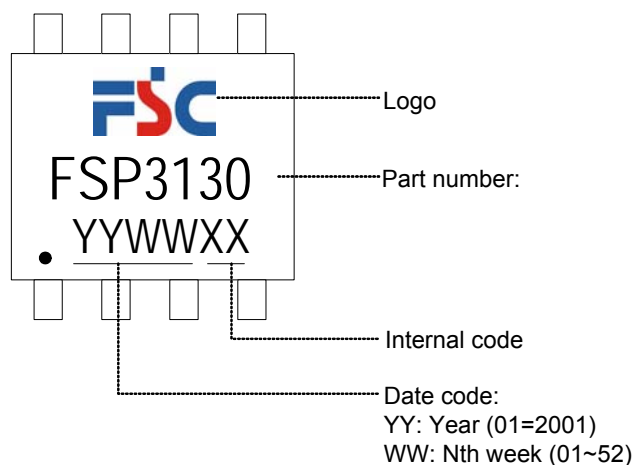 FSC
Logo
FSP3130
Part number:
YYWWXX
Internal code
Date code:
YY: Year (01=2001)
WW: Nth week (01~52)